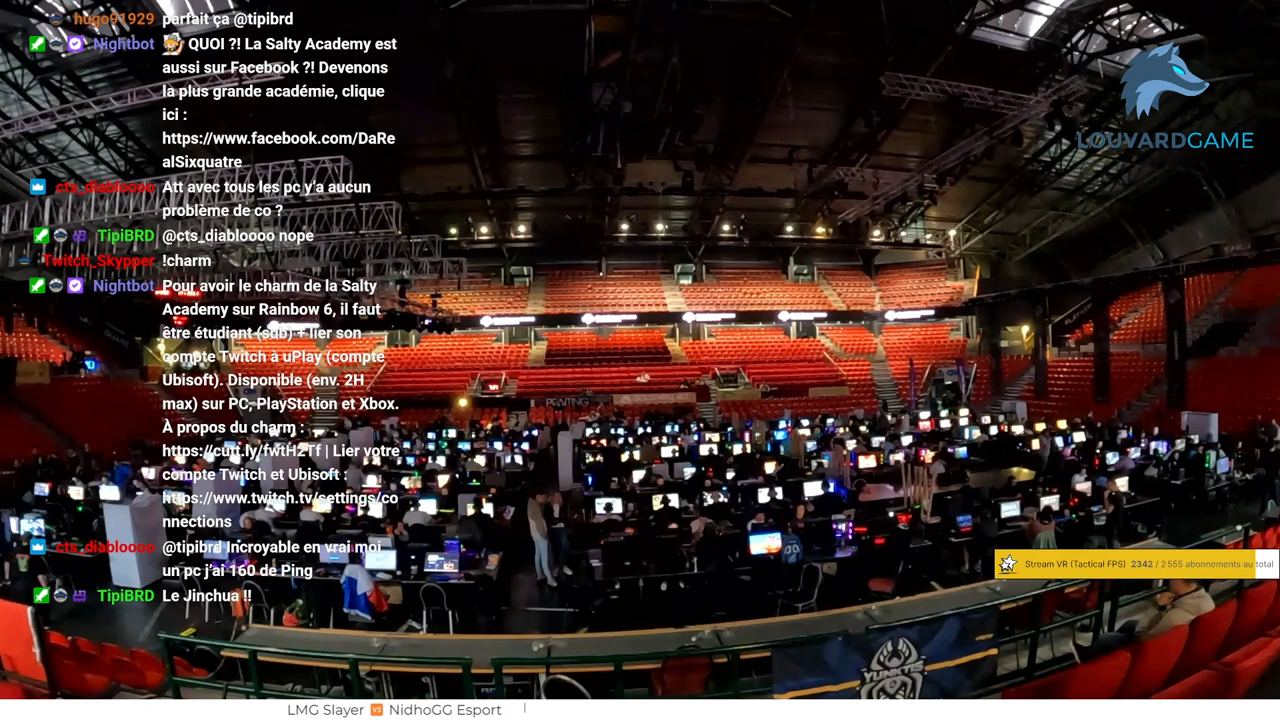 hugo91929 parfait ça @tipibrd
Nightbot QUOI ?! La Salty Academy est
aussi sur Facebook ?! Devenons
la plus grande académie, clique
ici :
https://www.facebook.com/DaRe
alSixquatre
cts_diabloooo Att avec tous les pc y'a aucun
problème de co ?
TipiBRD @cts_diabloooo nope
Twitch_Skypper !charm
Nightbot Pour avoir le charm de la Salty
Academy sur Rainbow 6, il faut
être étudiant (sub) + lier son
compte Twitch à uPlay (compte
Ubisoft). Disponible (env. 2H
max) sur PC, PlayStation et Xbox.
À propos du charm :
https://cutt.ly/fwtH2Tf | Lier votre
compte Twitch et Ubisoft :
https://www.twitch.tv/settings/co
nnections
cts_diabloooo @tipibrd Incroyable en vrai moi
un pc j'ai 160 de Ping
TipiBRD Le Jinchua !!
LOUVARDGAME
Stream VR (Tactical FPS) 2342 / 2 555 abonnements au total
YUNKTIS
LMG Slayer VS NidhoGG Esport |